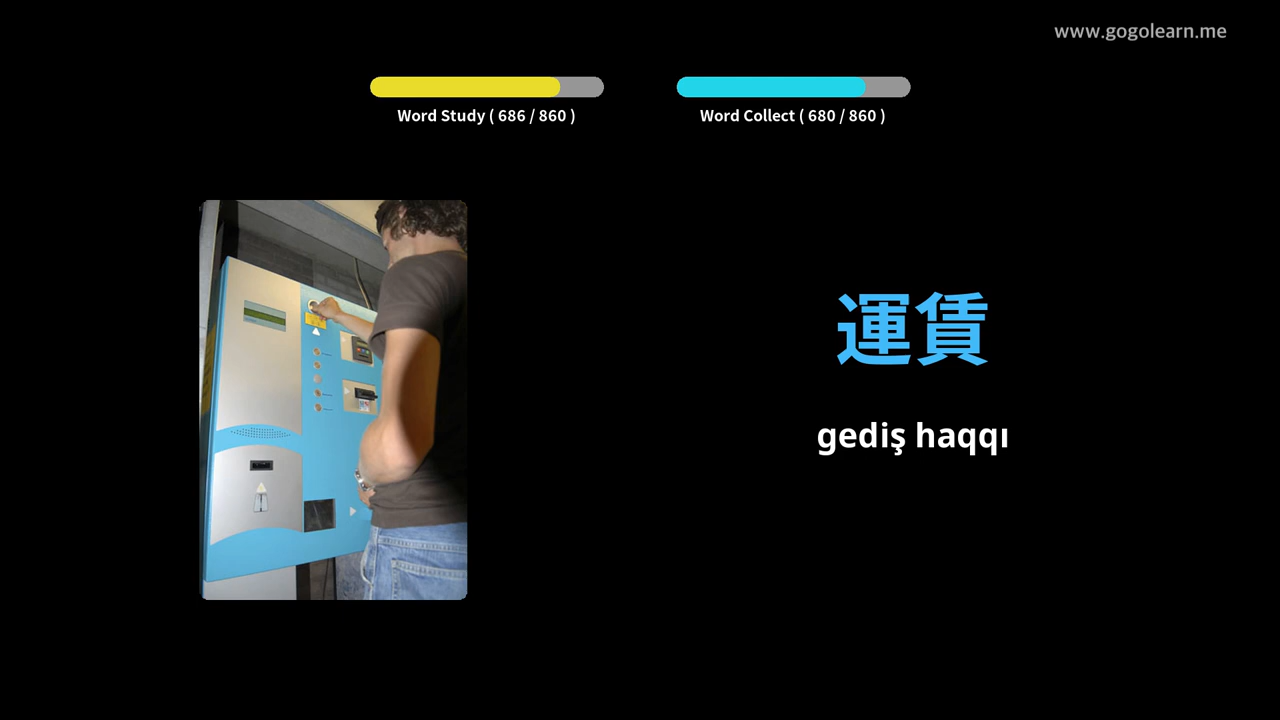 www.gogolearn.me
Word Study ( 686 / 860 )
Word Collect ( 680 / 860 )
運賃
gediş haqqı